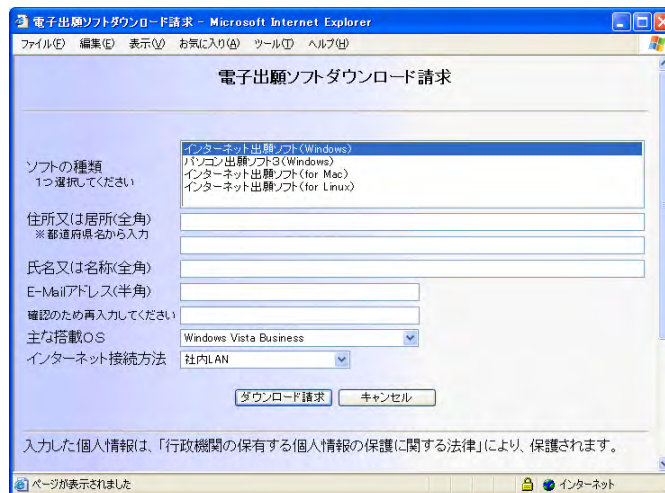 電子出願ソフトダウンロード請求 - Microsoft Internet Explorer
ファイル(F) 編集(E) 表示(V) お気に入り(A) ツール(T) ヘルプ(H)
電子出願ソフトダウンロード請求
ソフトの種類
1つ選択してください
インターネット出願ソフト(Windows)
パソコン出願ソフト3(Windows)
インターネット出願ソフト(for Mac)
インターネット出願ソフト(for Linux)
住所又は居所(全角)
※都道府県名から入力
氏名又は名称(全角)
E-Mailアドレス(半角)
確認のため再入力してください
主な搭載OS Windows Vista Business
インターネット接続方法 社内LAN
ダウンロード請求 キャンセル
入力した個人情報は、「行政機関の保有する個人情報の保護に関する法律」により、保護されます。
ページが表示されました インターネット